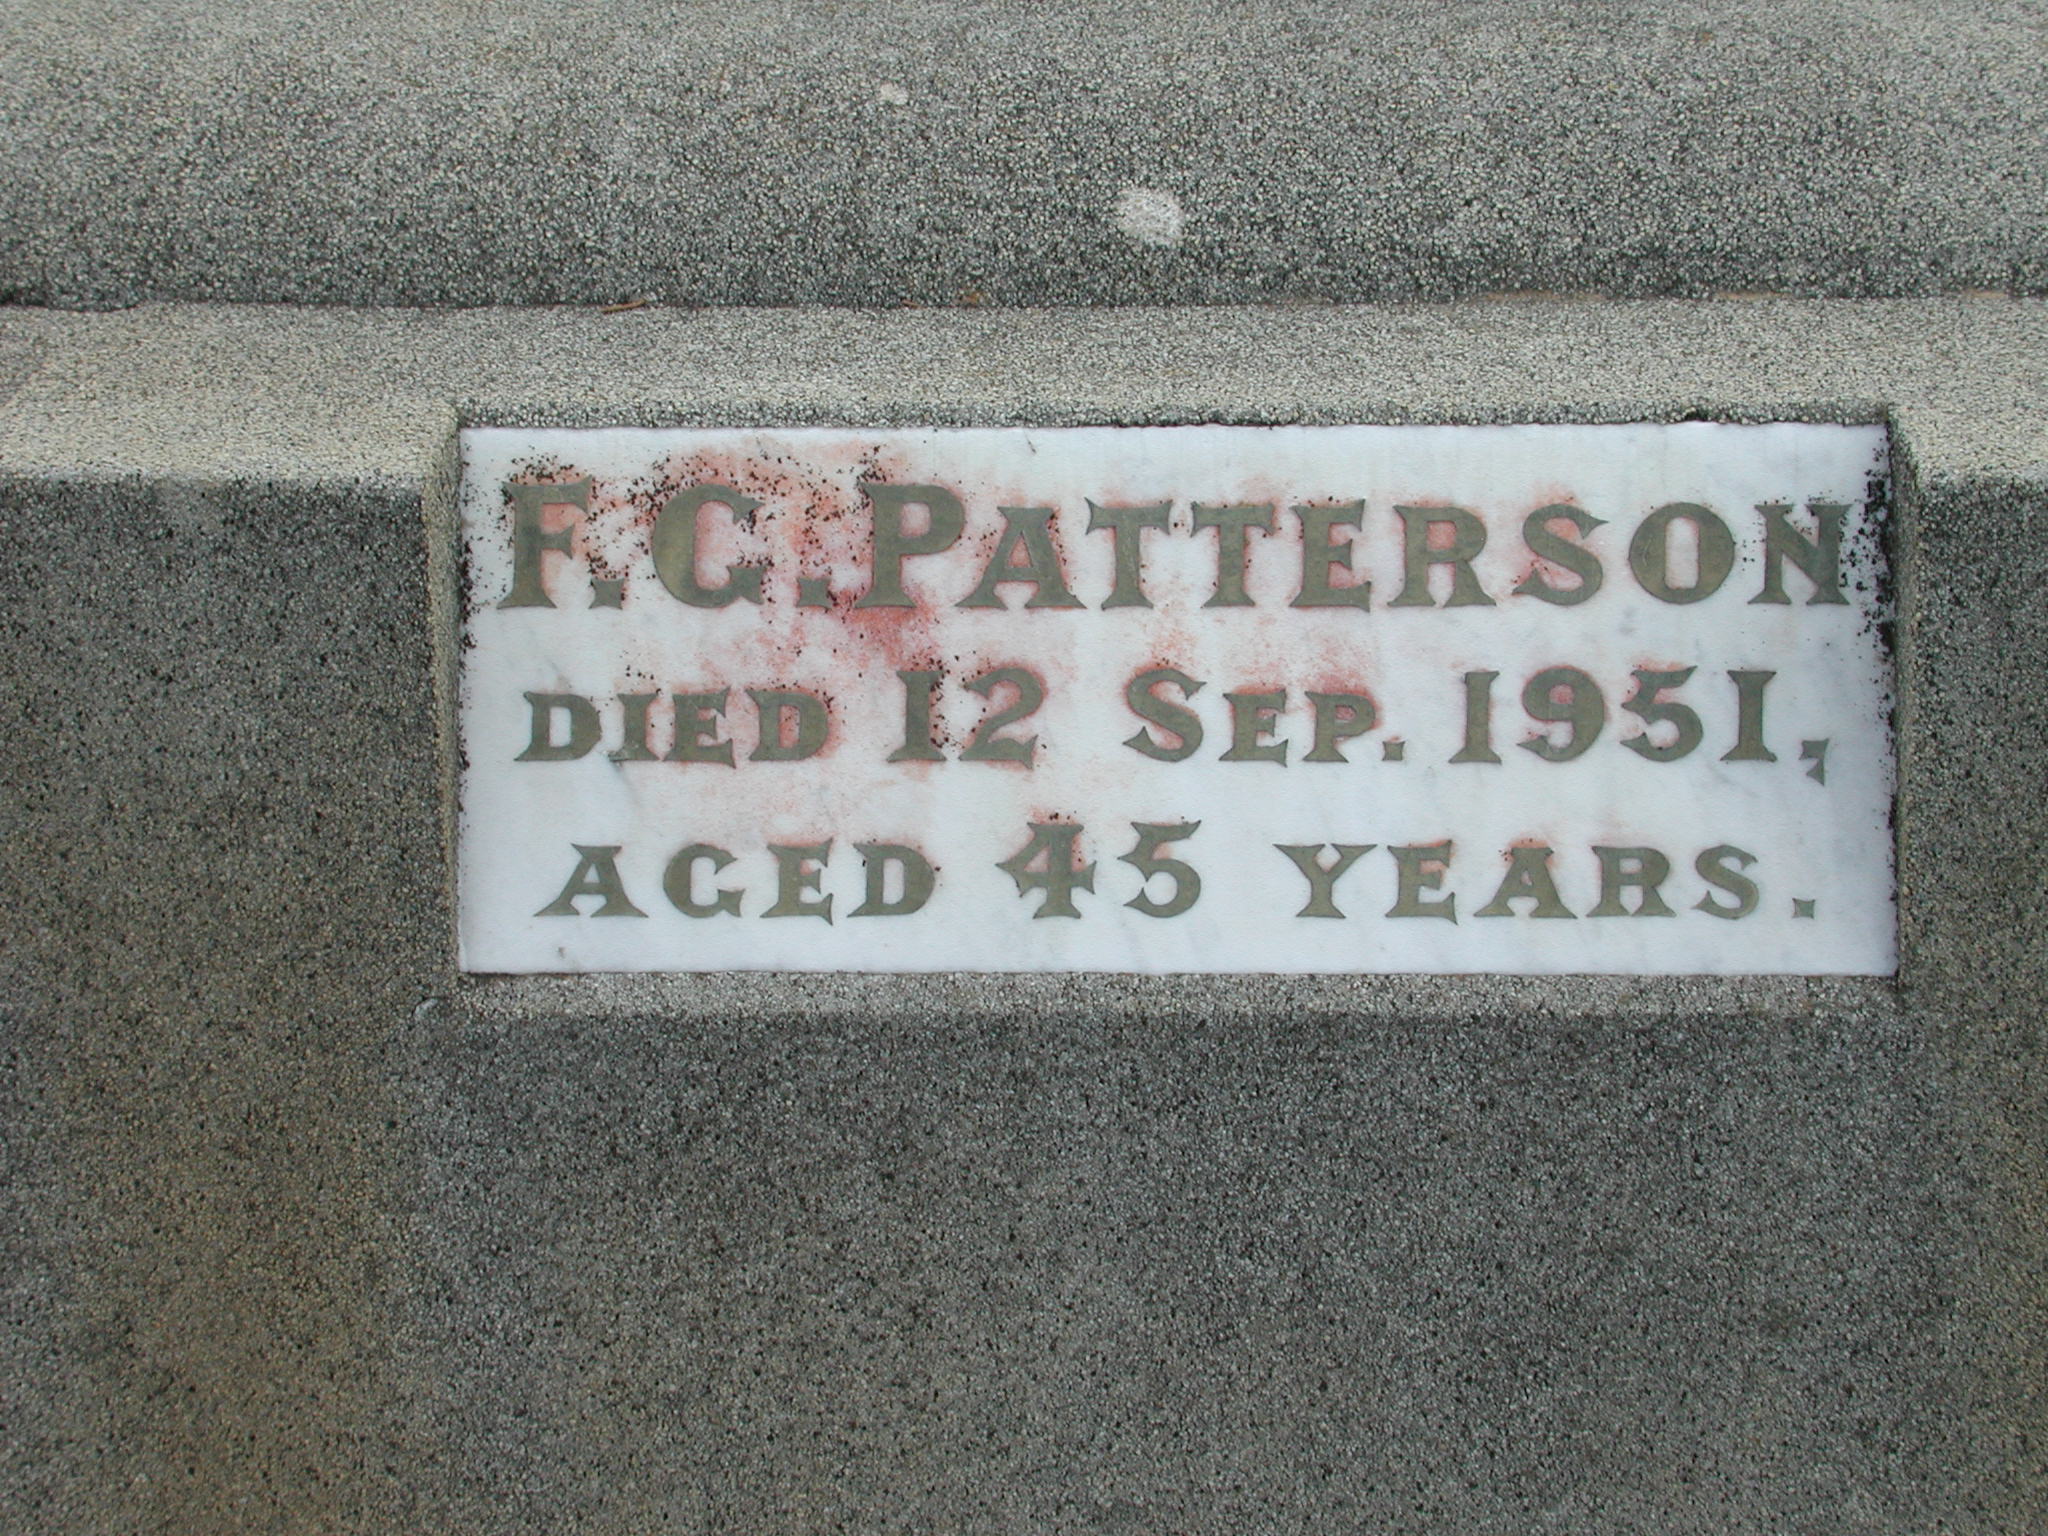 F.G. PATTERSON
DIED 12 SEP. 1951,
AGED 45 YEARS.